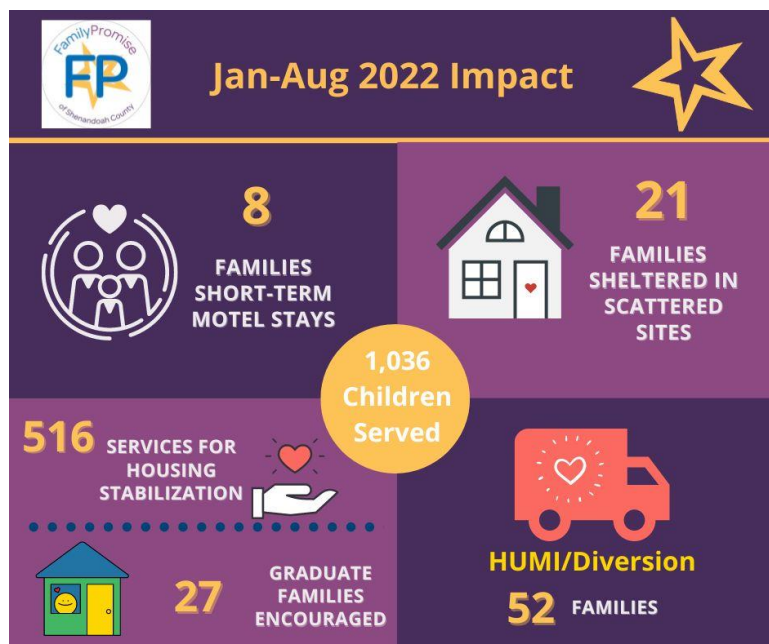 FamilyPromise
FP
of Shenandoah County
Jan-Aug 2022 Impact
8
FAMILIES
SHORT-TERM
MOTEL STAYS
21
FAMILIES
SHELTERED IN
SCATTERED
SITES
1,036
Children
Served
516
SERVICES FOR
HOUSING
STABILIZATION
27
GRADUATE
FAMILIES
ENCOURAGED
HUMI/Diversion
52 FAMILIES